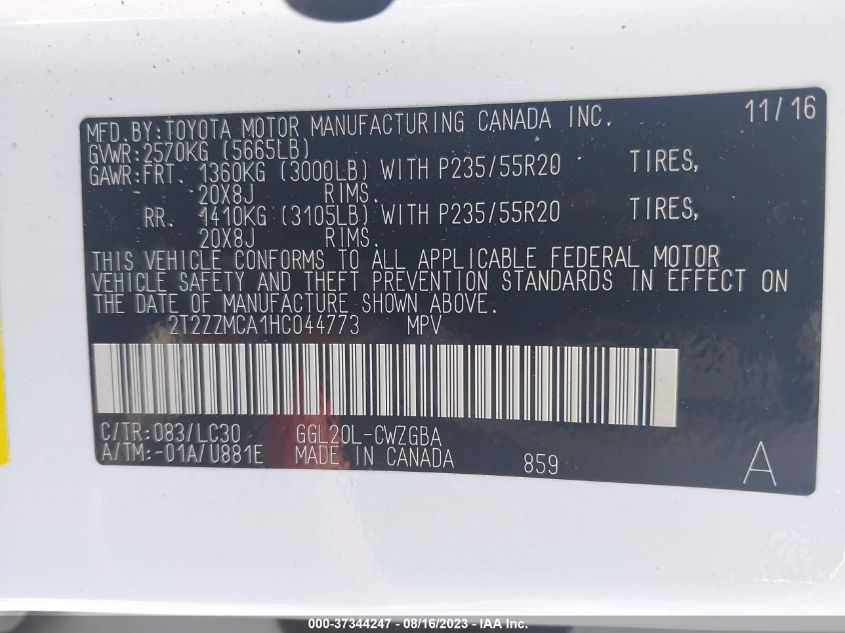 11/16
MFD.BY:TOYOTA MOTOR MANUFACTURING CANADA INC.
GVWR:2570KG (5665LB)
GAWR:FRT. 1360KG (3000LB) WITH P235/55R20 TIRES,
20X8J RIMS.
RR. 1410KG (3105LB) WITH P235/55R20 TIRES,
20X8J RIMS.
THIS VEHICLE CONFORMS TO ALL APPLICABLE FEDERAL MOTOR
VEHICLE SAFETY AND THEFT PREVENTION STANDARDS IN EFFECT ON
THE DATE OF MANUFACTURE SHOWN ABOVE.
2T2ZZMCA1HC044773 MPV
C/TR:083/LC30 GGL20L-CWZGBA
A/TM:-01A/U881E MADE IN CANADA 859 A
000-37344247 - 08/16/2023 - IAA Inc.